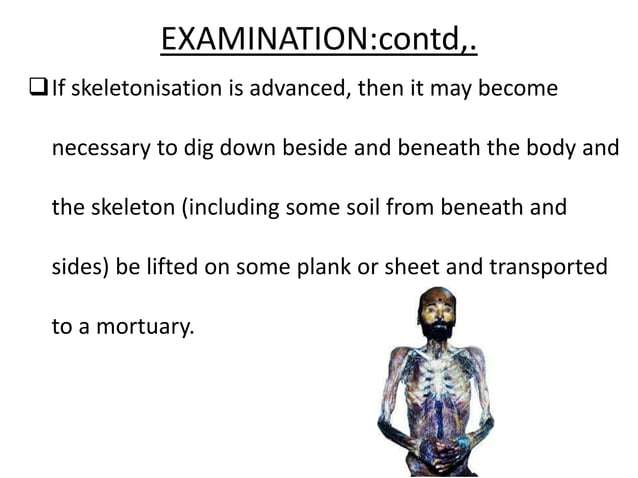 EXAMINATION:contd,.
If skeletonisation is advanced, then it may become
necessary to dig down beside and beneath the body and
the skeleton (including some soil from beneath and
sides) be lifted on some plank or sheet and transported
to a mortuary.